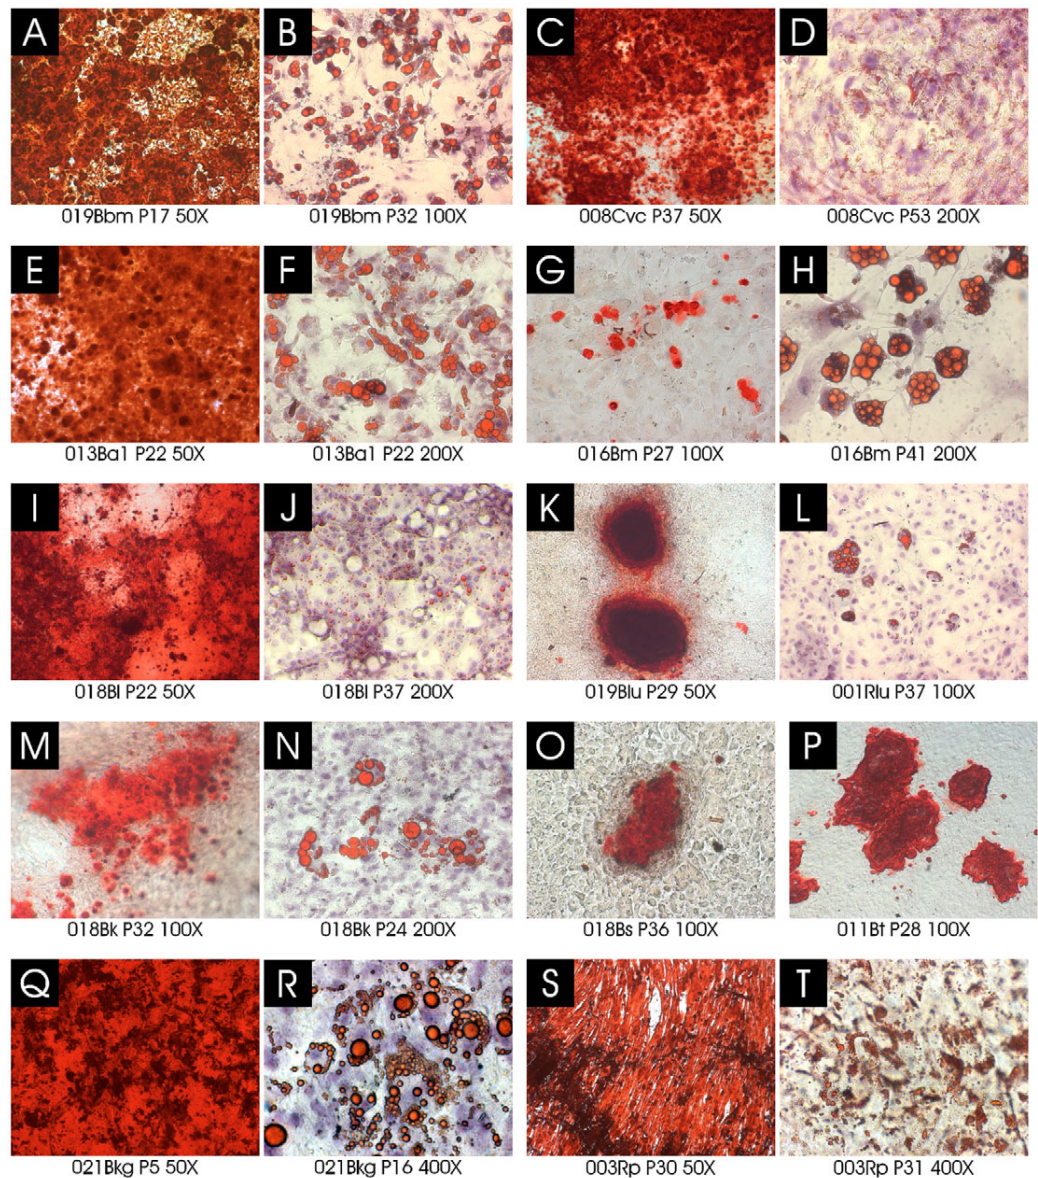 A B C D
019Bbm P17 50X 019Bbm P32 100X 008Cvc P37 50X 008Cvc P53 200X
E F G H
013Ba1 P22 50X 013Ba1 P22 200X 016Bm P27 100X 016Bm P41 200X
I J K L
018Bl P22 50X 018Bl P37 200X 019Blu P29 50X 001Rlu P37 100X
M N O P
018Bk P32 100X 018Bk P24 200X 018Bs P36 100X 011Bt P28 100X
Q R S T
021Bkg P5 50X 021Bkg P16 400X 003Rp P30 50X 003Rp P31 400X